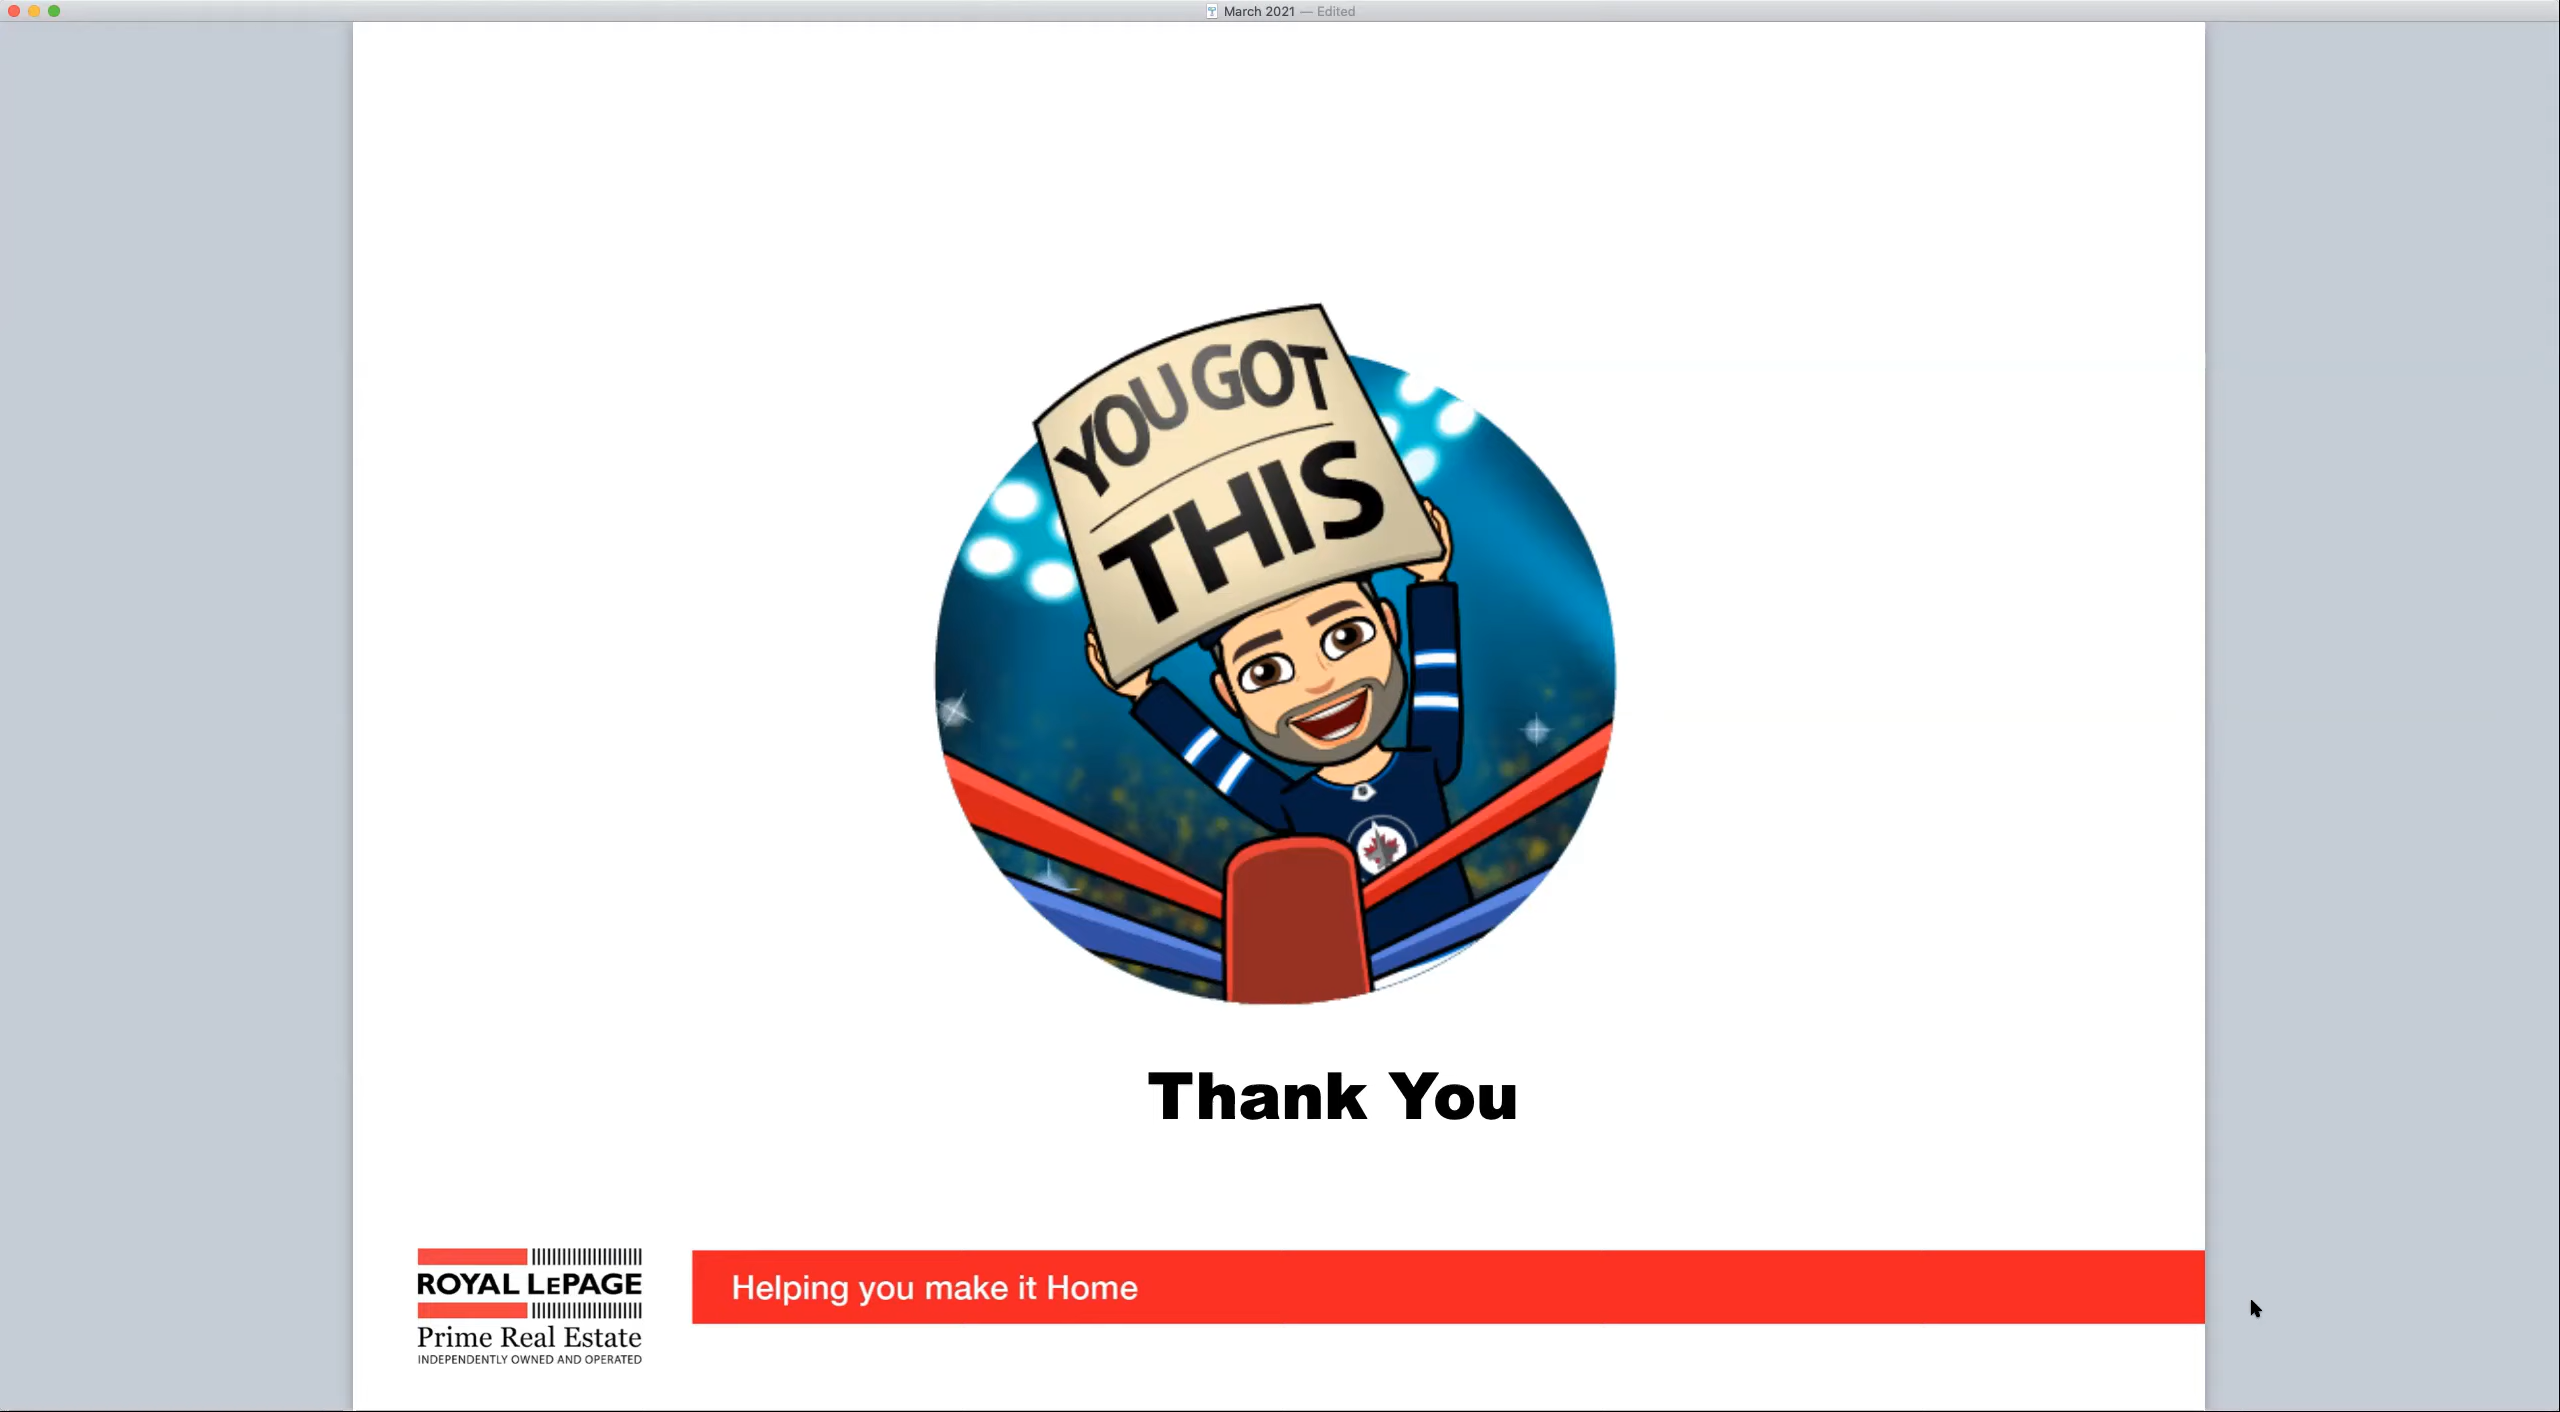 March 2021 — Edited
YOU GOT
THIS
Thank You
ROYAL LEPAGE
Prime Real Estate
INDEPENDENTLY OWNED AND OPERATED
Helping you make it Home